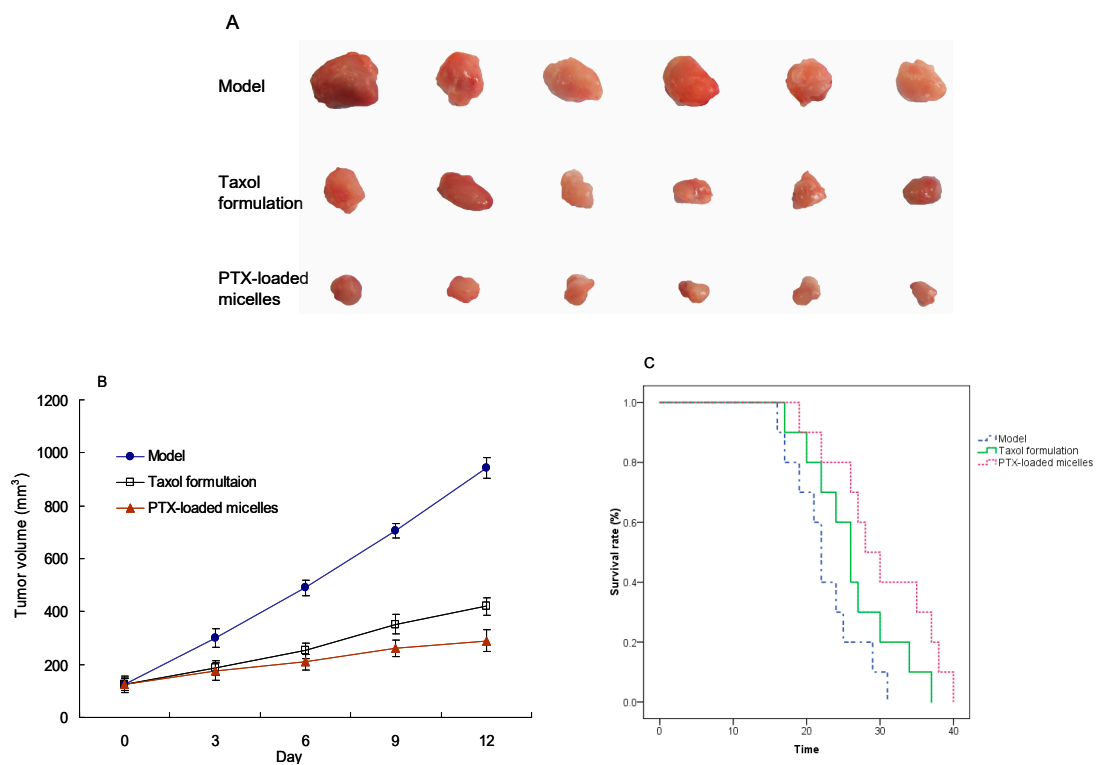 A
Model
Taxol
formulation
PTX-loaded
micelles
B
1200
1000
800
600
400
200
0
Tumor volume (mm³)
Model
Taxol formultaion
PTX-loaded micelles
0 3 6 9 12
Day
C
1.0
0.8
0.6
0.4
0.2
0.0
Survival rate (%)
0 10 20 30 40
Time
Model
Taxol formulation
PTX-loaded micelles